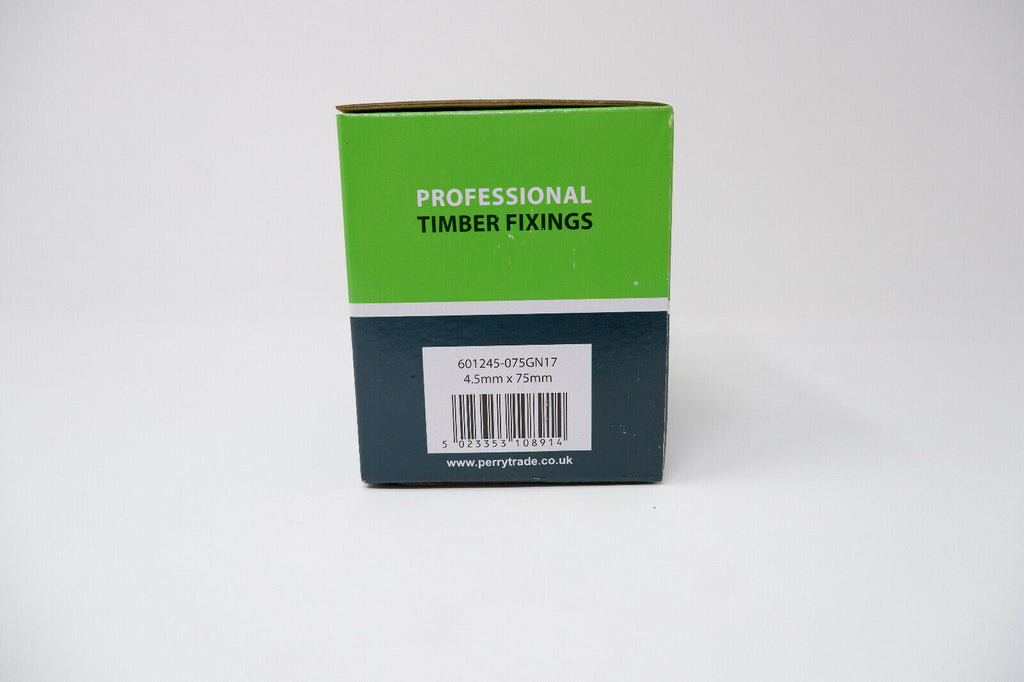 PROFESSIONAL
TIMBER FIXINGS
601245-075GN17
4.5mm x 75mm
5 023353 108914
www.perrytrade.co.uk